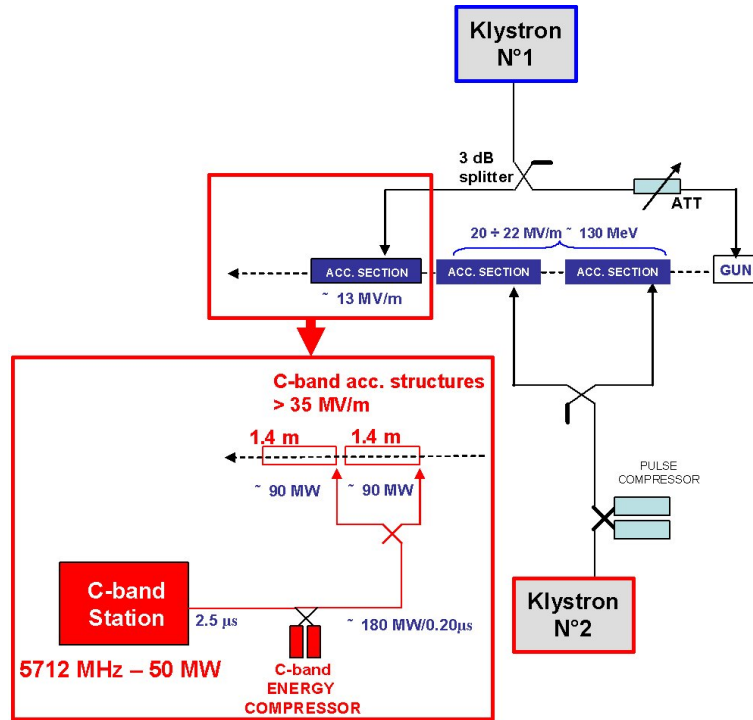 Klystron
N°1
3 dB
splitter
ATT
20 ÷ 22 MV/m ~ 130 MeV
ACC. SECTION
ACC. SECTION
ACC. SECTION
GUN
~ 13 MV/m
C-band acc. structures
> 35 MV/m
1.4 m
1.4 m
~ 90 MW
~ 90 MW
PULSE
COMPRESSOR
C-band
Station
2.5 µs
~ 180 MW/0.20µs
Klystron
N°2
5712 MHz – 50 MW
C-band
ENERGY
COMPRESSOR